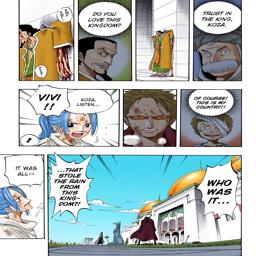 TRUST IN
THE KING,
KOZA.
DO YOU
LOVE THIS
KINGDOM?
OF COURSE!
THIS IS MY
COUNTRY!!
KOZA,
LISTEN...
VIVI
!!
WHO
WAS
IT...
...THAT
STOLE
THE RAIN
FROM
THIS
KING-
DOM?!
IT WAS
ALL...